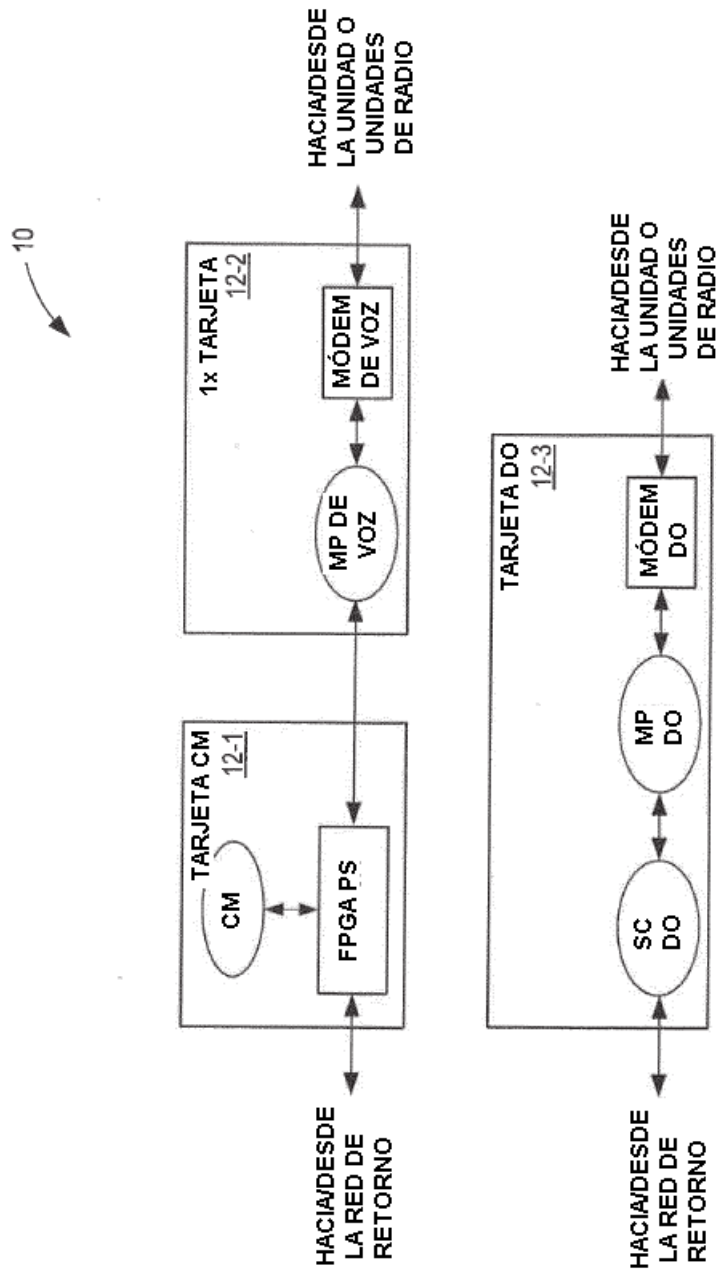 10
HACIA/DESDE
LA RED DE
RETORNO
TARJETA CM
12-1
CM
FPGA PS
1x TARJETA
12-2
MP DE
VOZ
MÓDEM
DE VOZ
HACIA/DESDE
LA UNIDAD O
UNIDADES
DE RADIO
HACIA/DESDE
LA RED DE
RETORNO
TARJETA DO
12-3
SC
DO
MP
DO
MÓDEM
DO
HACIA/DESDE
LA UNIDAD O
UNIDADES
DE RADIO